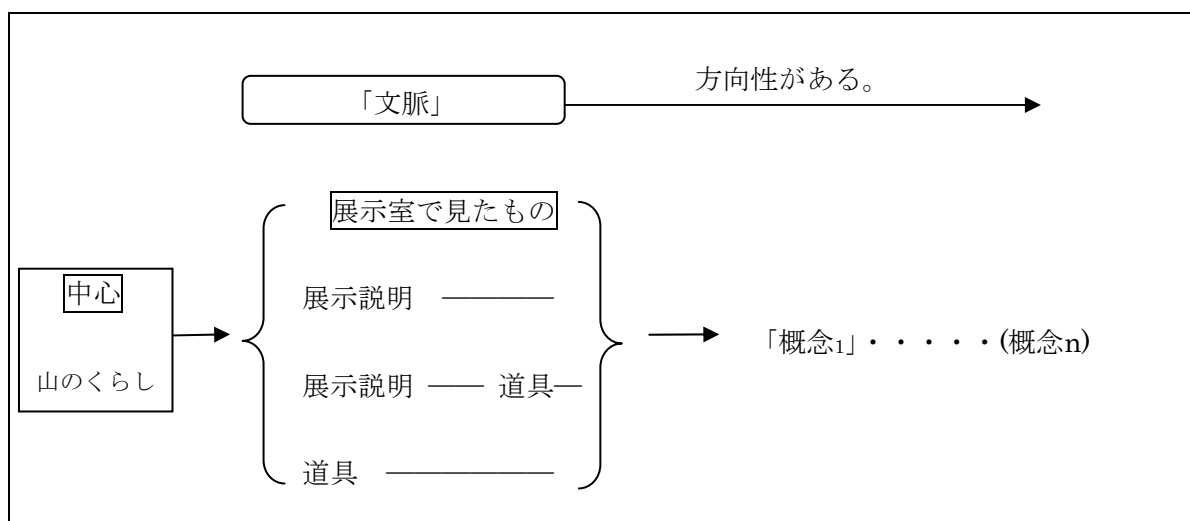 「文脈」 方向性がある。
展示室で見たもの
中心
展示説明 ――――
山のくらし
「概念₁」・・・・・(概念n)
展示説明 ―― 道具―
道具 ――――――